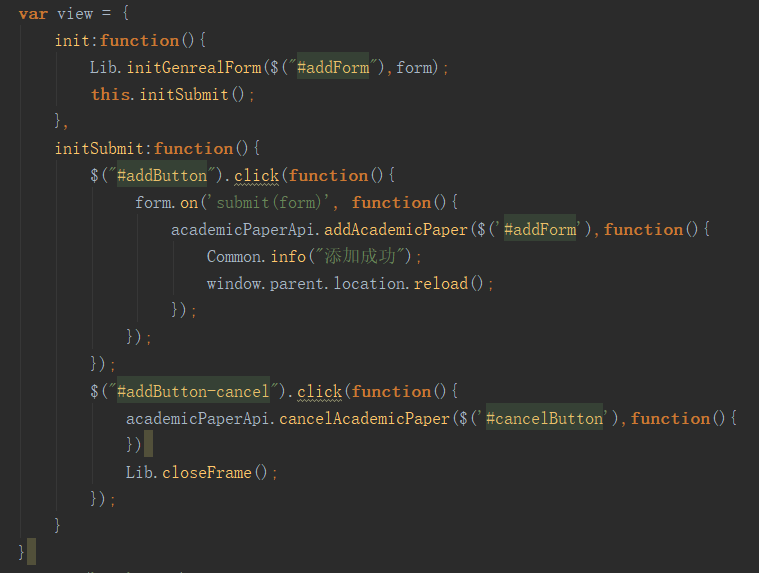 var view = {
init:function(){
Lib.initGenrealForm($("#addForm"),form);
this.initSubmit();
},
initSubmit:function(){
$("#addButton").click(function(){
form.on('submit(form)', function(){
academicPaperApi.addAcademicPaper($('#addForm'),function(){
Common.info("添加成功");
window.parent.location.reload();
});
});
});
$("#addButton-cancel").click(function(){
academicPaperApi.cancelAcademicPaper($('#cancelButton'),function(){
})
Lib.closeFrame();
});
}
}